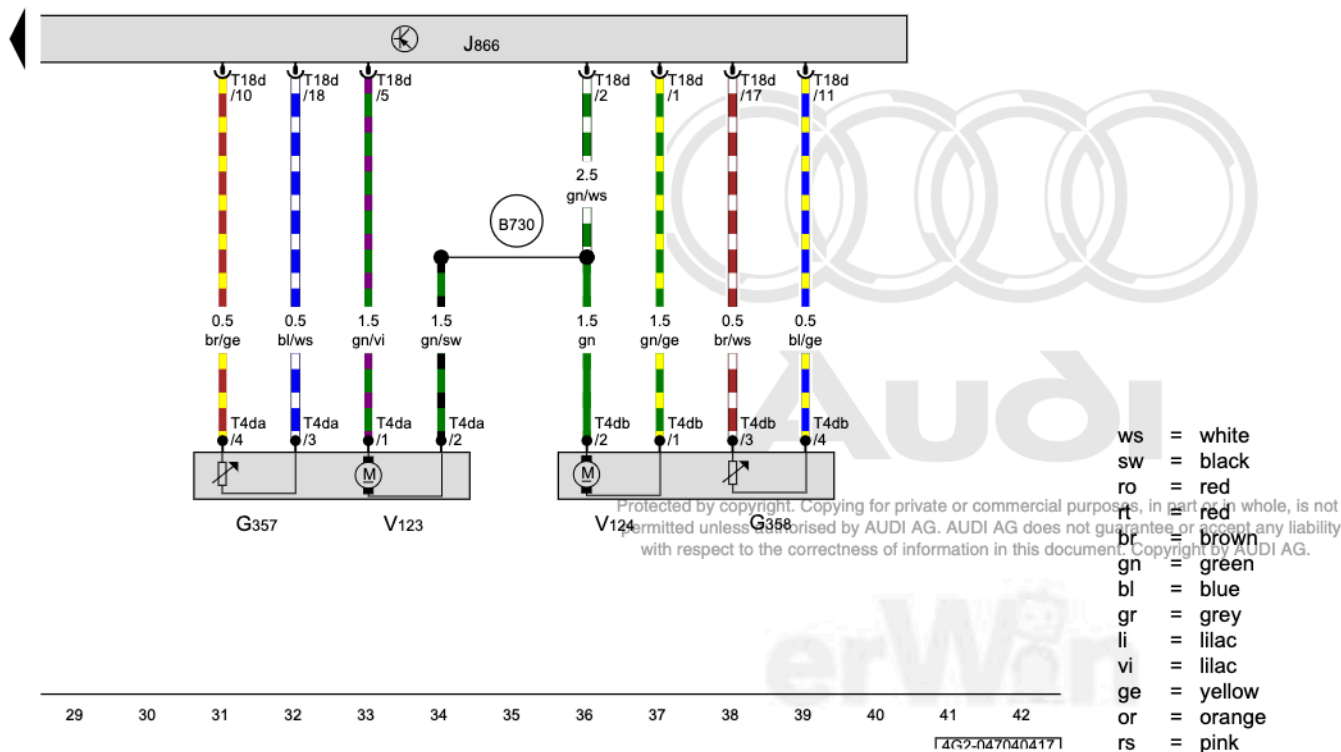 J866
T18d T18d T18d T18d T18d T18d T18d
/10 /18 /5 /2 /1 /17 /11
2.5
gn/ws
B730
0.5 0.5 1.5 1.5 1.5 1.5 0.5 0.5
br/ge bl/ws gn/vi gn/sw gn gn/ge br/ws bl/ge
T4da T4da T4da T4da T4db T4db T4db T4db
/4 /3 /1 /2 /2 /1 /3 /4
M M
G357 V123 V124 G358
Audi
Protected by copyright. Copying for private or commercial purposes, in part or in whole, is not
permitted unless authorised by AUDI AG. AUDI AG does not guarantee or accept any liability
with respect to the correctness of information in this document. Copyright by AUDI AG.
ws = white
sw = black
ro = red
rt = red
br = brown
gn = green
bl = blue
gr = grey
li = lilac
vi = lilac
ge = yellow
or = orange
rs = pink
erWin
29 30 31 32 33 34 35 36 37 38 39 40 41 42
4G2-047040417